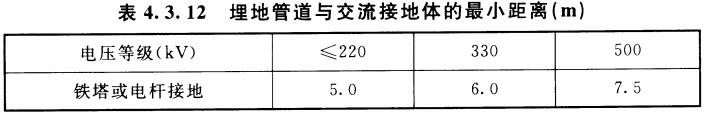 表 4.3.12 埋地管道与交流接地体的最小距离(m)
电压等级(kV) ≤220 330 500
铁塔或电杆接地 5.0 6.0 7.5